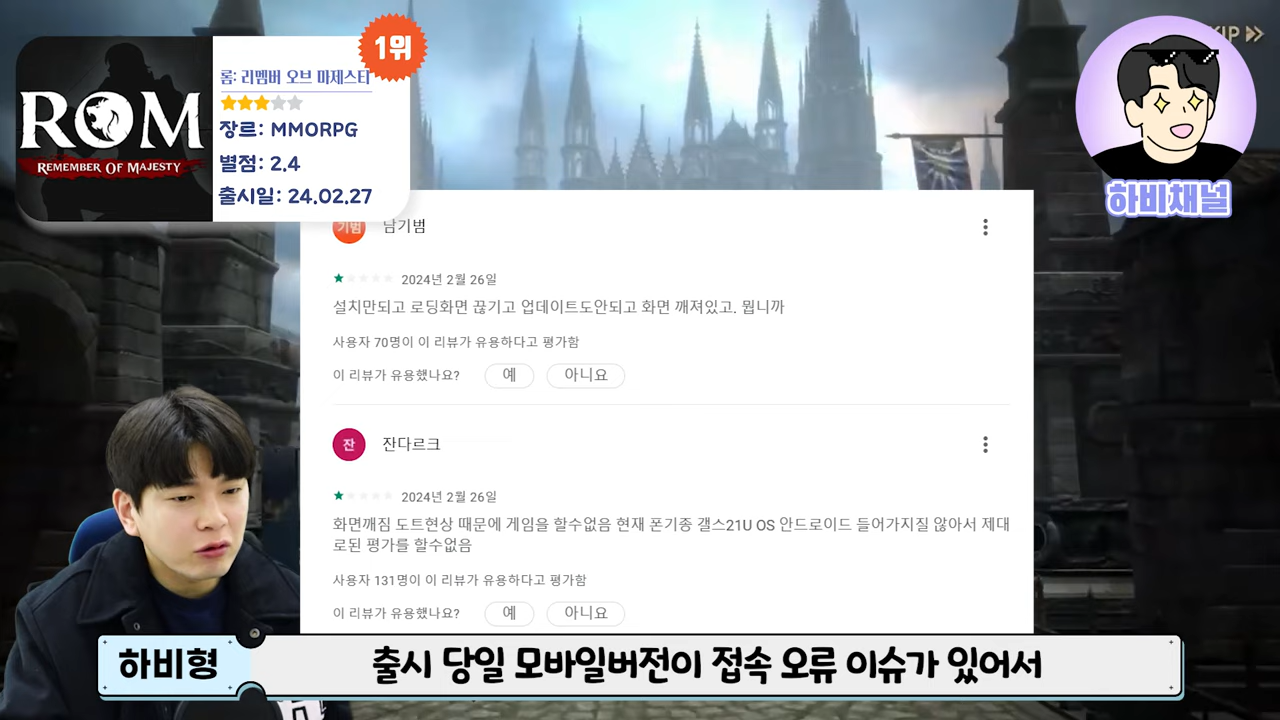 1위
ROM
REMEMBER OF MAJESTY
롬: 리멤버 오브 마제스티
장르: MMORPG
별점: 2.4
출시일: 24.02.27
하비채널
기범
남기범
2024년 2월 26일
설치만되고 로딩화면 끊기고 업데이트도안되고 화면 깨져있고. 뭡니까
사용자 70명이 이 리뷰가 유용하다고 평가함
이 리뷰가 유용했나요?
예
아니요
잔
잔다르크
2024년 2월 26일
화면깨짐 도트현상 때문에 게임을 할수없음 현재 폰기종 갤스21U OS 안드로이드 들어가지질 않아서 제대
로된 평가를 할수없음
사용자 131명이 이 리뷰가 유용하다고 평가함
이 리뷰가 유용했나요?
예
아니요
하비형
출시 당일 모바일버전이 접속 오류 이슈가 있어서